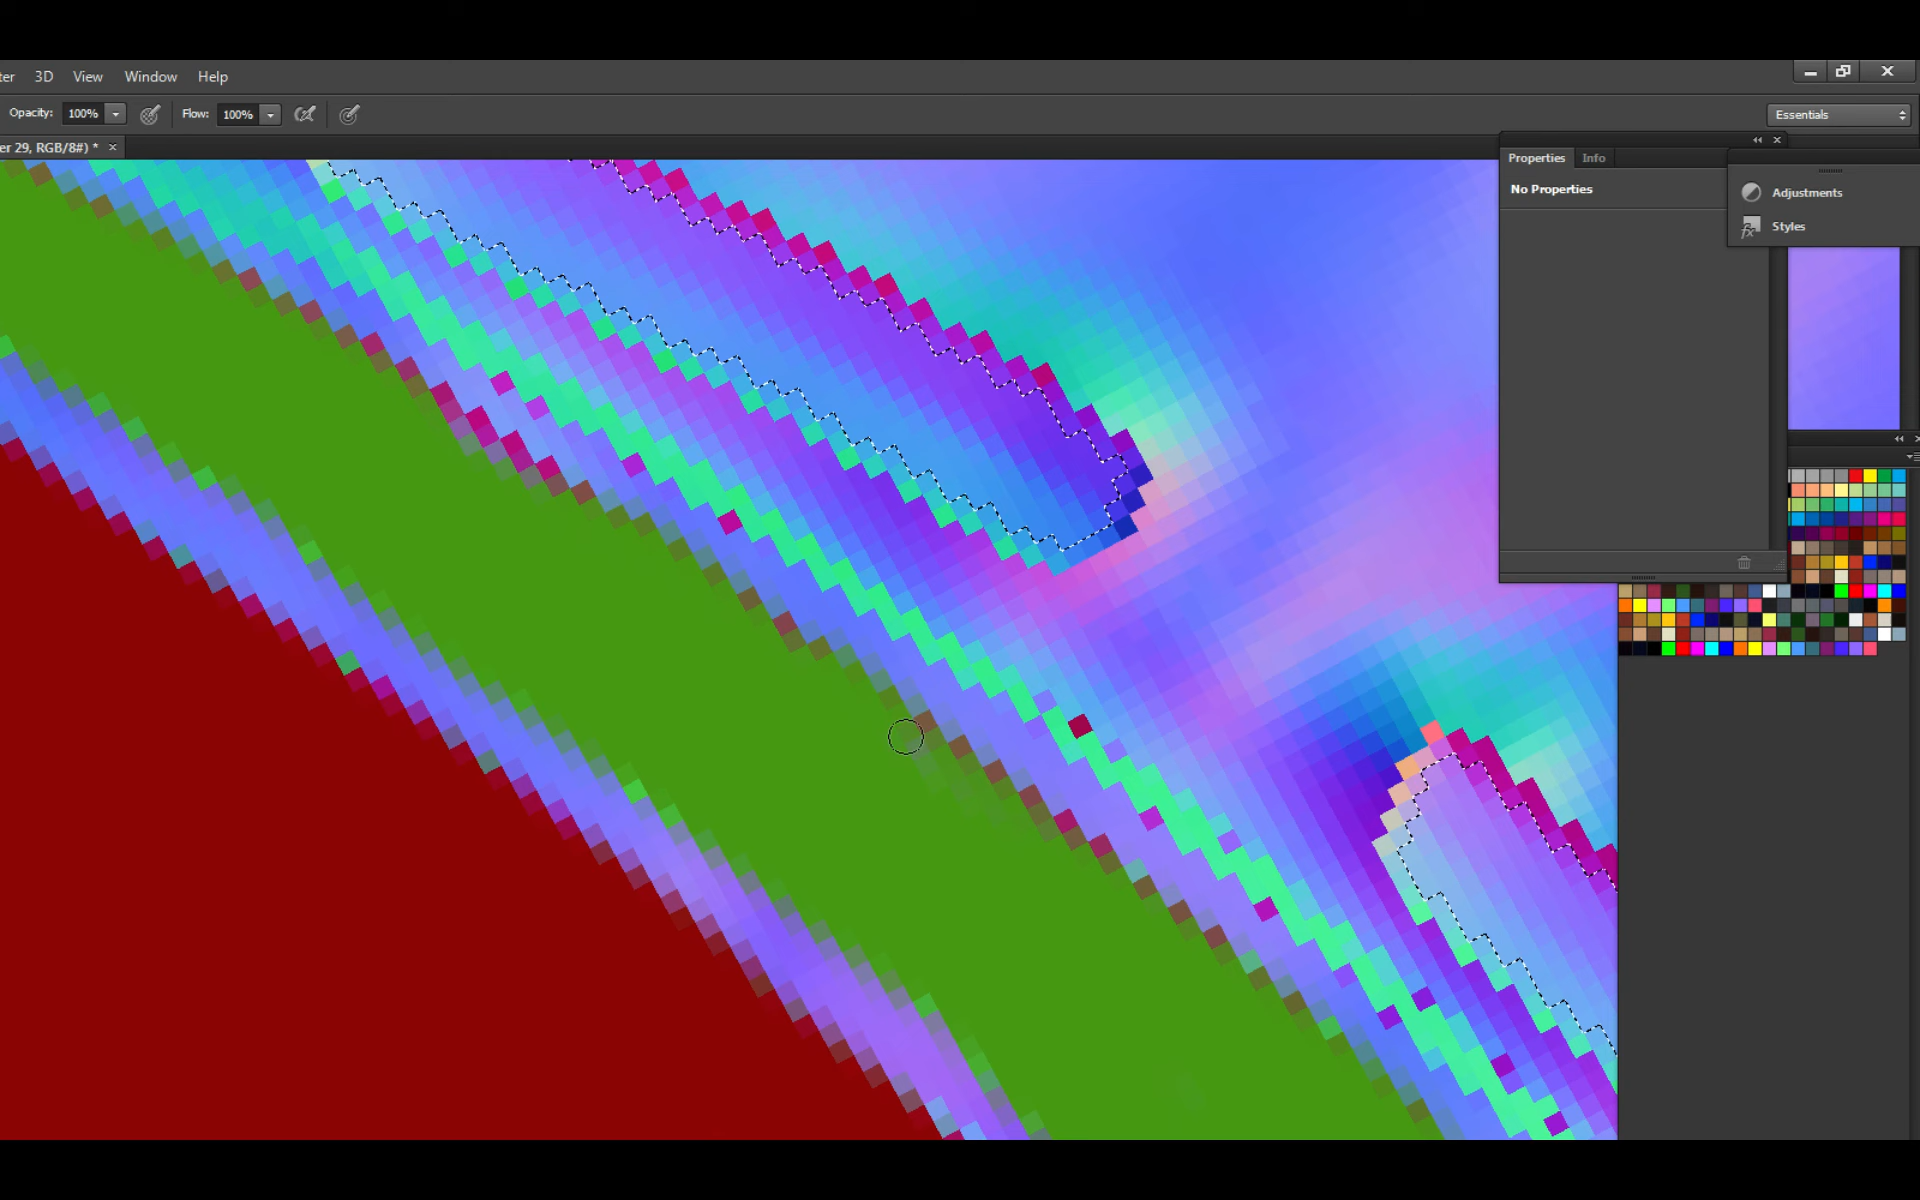 ter 3D View Window Help
Opacity: 100% Flow: 100% Essentials
er 29, RGB/8#) *
Properties Info
No Properties
Adjustments
fx Styles